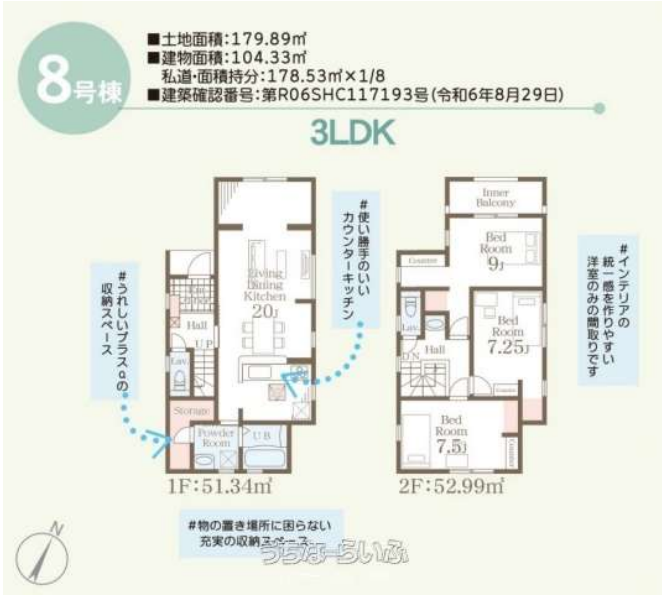 8号棟
■土地面積:179.89㎡
■建物面積:104.33㎡
私道・面積持分:178.53㎡×1/8
■建築確認番号:第R06SHC117193号(令和6年8月29日)
3LDK
#うれしいプラスαの
収納スペース
#使い勝手のいい
カウンターキッチン
#インテリアの
統一感を作りやすい
洋室のみの間取りです
Living
Dining
Kitchen
20J
Hall
UP
Lav.
Storage
Powder
Room
UB
1F:51.34㎡
Inner
Balcony
Counter
Bed
Room
9J
Lav.
DN
Hall
Bed
Room
7.25J
Counter
Bed
Room
7.5J
Counter
2F:52.99㎡
#物の置き場所に困らない
充実の収納スペース
うちなーらいふ
N